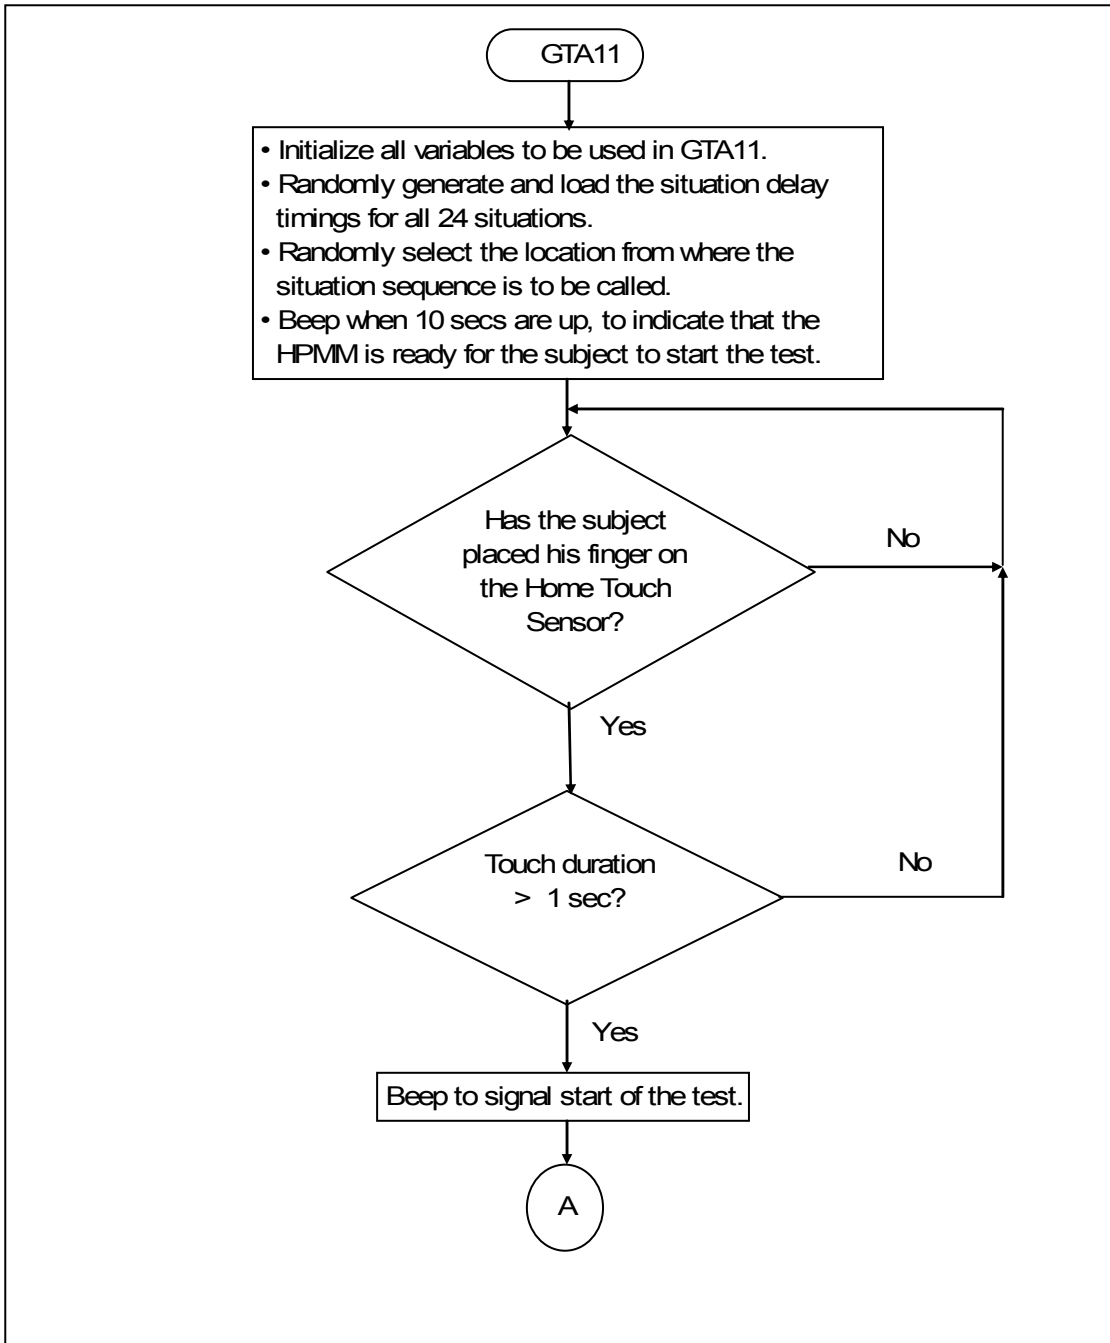 GTA11
• Initialize all variables to be used in GTA11.
• Randomly generate and load the situation delay
timings for all 24 situations.
• Randomly select the location from where the
situation sequence is to be called.
• Beep when 10 secs are up, to indicate that the
HPMM is ready for the subject to start the test.
Has the subject
placed his finger on
the Home Touch
Sensor?
No
Yes
Touch duration
> 1 sec?
No
Yes
Beep to signal start of the test.
A